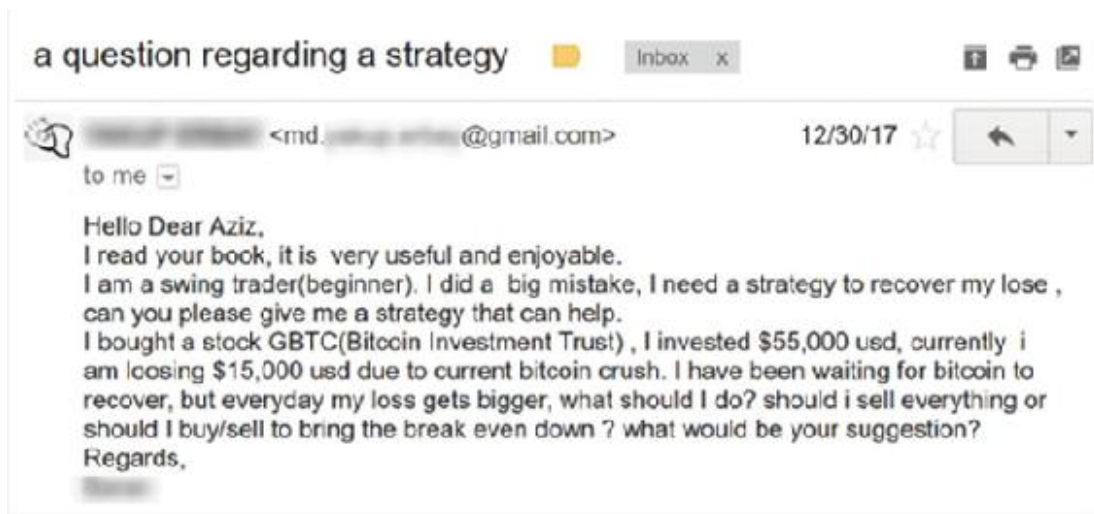 a question regarding a strategy
Inbox x
<md. @gmail.com>
12/30/17
to me
Hello Dear Aziz,
I read your book, it is very useful and enjoyable.
I am a swing trader(beginner). I did a big mistake, I need a strategy to recover my lose ,
can you please give me a strategy that can help.
I bought a stock GBTC(Bitcoin Investment Trust) , I invested $55,000 usd, currently i
am loosing $15,000 usd due to current bitcoin crush. I have been waiting for bitcoin to
recover, but everyday my loss gets bigger, what should I do? should i sell everything or
should I buy/sell to bring the break even down ? what would be your suggestion?
Regards,